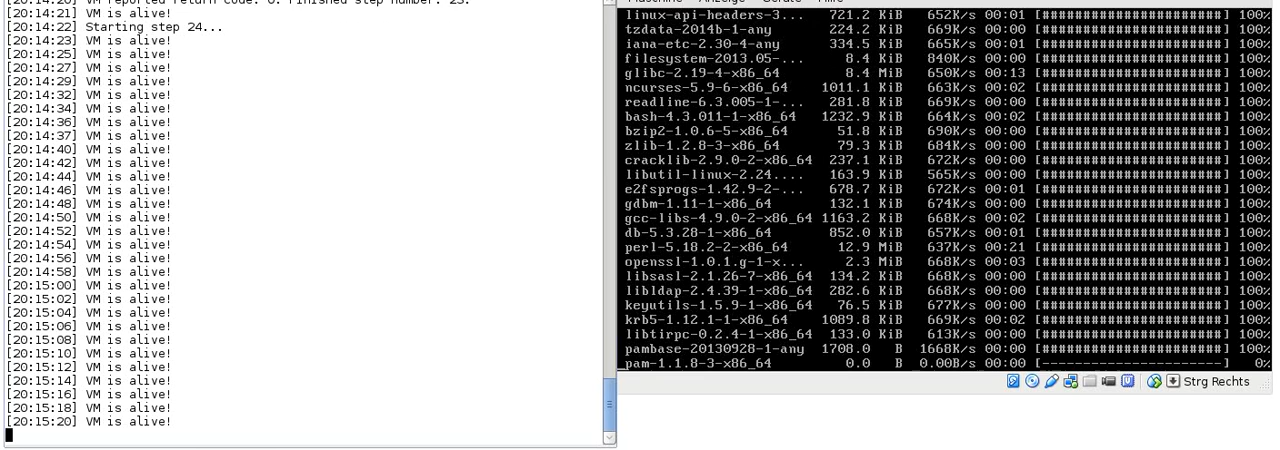 [20:14:20] VM reported return code: 0. Finished step number: 23.
[20:14:21] VM is alive!
[20:14:22] Starting step 24...
[20:14:23] VM is alive!
[20:14:25] VM is alive!
[20:14:27] VM is alive!
[20:14:29] VM is alive!
[20:14:32] VM is alive!
[20:14:34] VM is alive!
[20:14:36] VM is alive!
[20:14:37] VM is alive!
[20:14:40] VM is alive!
[20:14:42] VM is alive!
[20:14:44] VM is alive!
[20:14:46] VM is alive!
[20:14:48] VM is alive!
[20:14:50] VM is alive!
[20:14:52] VM is alive!
[20:14:54] VM is alive!
[20:14:56] VM is alive!
[20:14:58] VM is alive!
[20:15:00] VM is alive!
[20:15:02] VM is alive!
[20:15:04] VM is alive!
[20:15:06] VM is alive!
[20:15:08] VM is alive!
[20:15:10] VM is alive!
[20:15:12] VM is alive!
[20:15:14] VM is alive!
[20:15:16] VM is alive!
[20:15:18] VM is alive!
[20:15:20] VM is alive!
Maschine Anzeige Geräte Hilfe
linux-api-headers-3... 721.2 KiB 652K/s 00:01 [######################] 100%
tzdata-2014b-1-any 224.2 KiB 669K/s 00:00 [######################] 100%
iana-etc-2.30-4-any 334.5 KiB 665K/s 00:01 [######################] 100%
filesystem-2013.05-... 8.4 KiB 840K/s 00:00 [######################] 100%
glibc-2.19-4-x86_64 8.4 MiB 650K/s 00:13 [######################] 100%
ncurses-5.9-6-x86_64 1011.1 KiB 663K/s 00:02 [######################] 100%
readline-6.3.005-1-... 281.8 KiB 669K/s 00:00 [######################] 100%
bash-4.3.011-1-x86_64 1232.9 KiB 664K/s 00:02 [######################] 100%
bzip2-1.0.6-5-x86_64 51.8 KiB 690K/s 00:00 [######################] 100%
zlib-1.2.8-3-x86_64 79.3 KiB 684K/s 00:00 [######################] 100%
cracklib-2.9.0-2-x86_64 237.1 KiB 672K/s 00:00 [######################] 100%
libutil-linux-2.24.... 163.9 KiB 565K/s 00:00 [######################] 100%
e2fsprogs-1.42.9-2-... 678.7 KiB 672K/s 00:01 [######################] 100%
gdbm-1.11-1-x86_64 132.1 KiB 674K/s 00:00 [######################] 100%
gcc-libs-4.9.0-2-x86_64 1163.2 KiB 668K/s 00:02 [######################] 100%
db-5.3.28-1-x86_64 852.0 KiB 657K/s 00:01 [######################] 100%
perl-5.18.2-2-x86_64 12.9 MiB 637K/s 00:21 [######################] 100%
openssl-1.0.1.g-1-x... 2.3 MiB 668K/s 00:03 [######################] 100%
libsasl-2.1.26-7-x86_64 134.2 KiB 668K/s 00:00 [######################] 100%
libldap-2.4.39-1-x86_64 282.6 KiB 668K/s 00:00 [######################] 100%
keyutils-1.5.9-1-x86_64 76.5 KiB 677K/s 00:00 [######################] 100%
krb5-1.12.1-1-x86_64 1089.8 KiB 669K/s 00:02 [######################] 100%
libtirpc-0.2.4-1-x86_64 133.0 KiB 613K/s 00:00 [######################] 100%
pambase-20130928-1-any 1708.0 B 1668K/s 00:00 [######################] 100%
pam-1.1.8-3-x86_64 0.0 B 0.00B/s 00:00 [----------------------] 0%
Strg Rechts